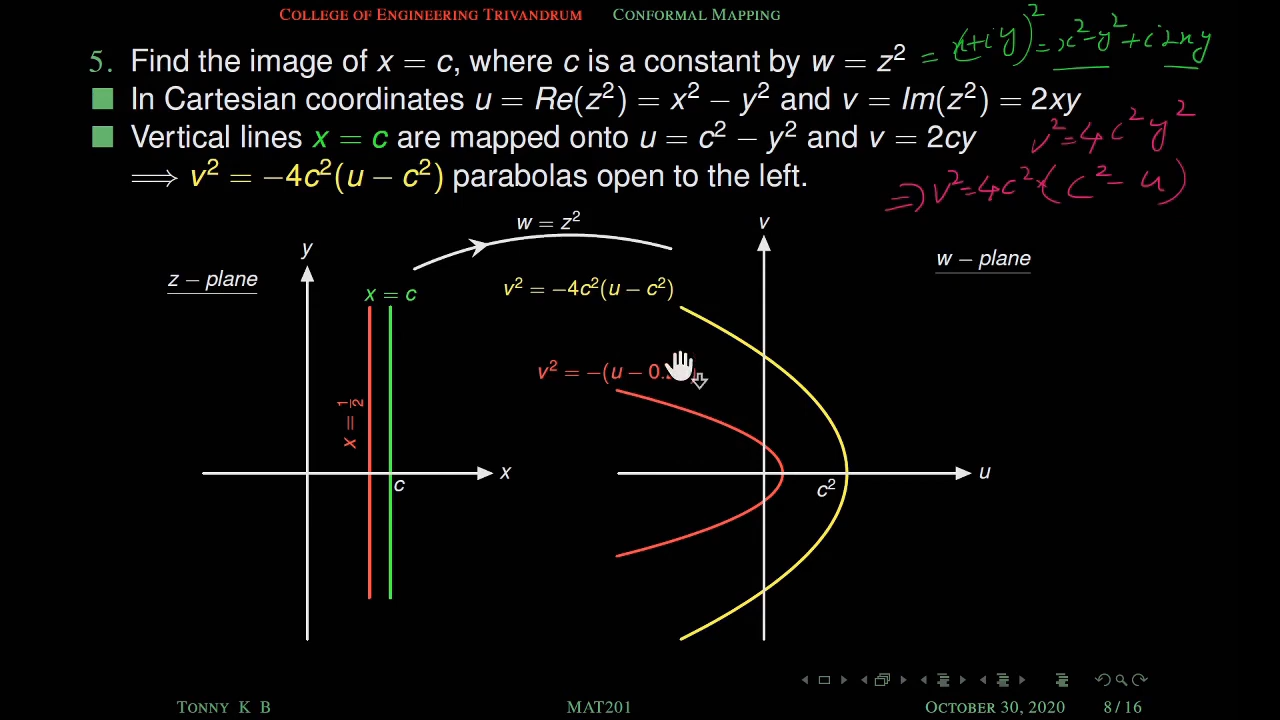 COLLEGE OF ENGINEERING TRIVANDRUM CONFORMAL MAPPING
5. Find the image of x = c, where c is a constant by w = z² = (x+iy)² = x²-y²+i2xy
In Cartesian coordinates u = Re(z²) = x² − y² and v = Im(z²) = 2xy
Vertical lines x = c are mapped onto u = c² − y² and v = 2cy
v² = 4c²y²
⟹ v² = −4c²(u − c²) parabolas open to the left.
⇒ v² = 4c² × (c² - u)
w = z²
z − plane
y
v
w − plane
x = c
v² = −4c²(u − c²)
v² = −(u − 0.
x = 1/2
x
c
u
c²
TONNY K B MAT201 OCTOBER 30, 2020 8 / 16